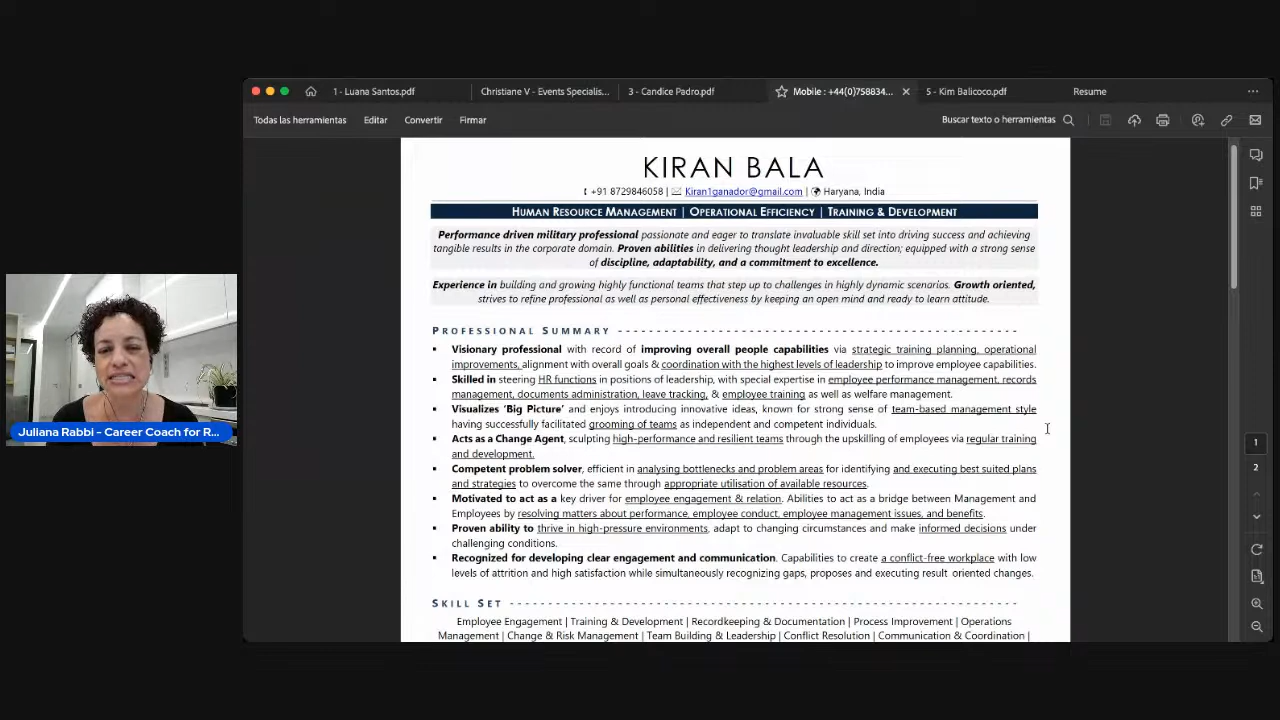 1 - Luana Santos.pdf
Christiane V - Events Specialis...
3 - Candice Padro.pdf
Mobile : +44(0)758834...
5 - Kim Balicoco.pdf
Resume
Todas las herramientas
Editar
Convertir
Firmar
Buscar texto o herramientas
KIRAN BALA
+91 8729846058 | Kiran1ganador@gmail.com | Haryana, India
HUMAN RESOURCE MANAGEMENT | OPERATIONAL EFFICIENCY | TRAINING & DEVELOPMENT
Performance driven military professional passionate and eager to translate invaluable skill set into driving success and achieving
tangible results in the corporate domain. Proven abilities in delivering thought leadership and direction; equipped with a strong sense
of discipline, adaptability, and a commitment to excellence.
Experience in building and growing highly functional teams that step up to challenges in highly dynamic scenarios. Growth oriented,
strives to refine professional as well as personal effectiveness by keeping an open mind and ready to learn attitude.
PROFESSIONAL SUMMARY
▪ Visionary professional with record of improving overall people capabilities via strategic training planning, operational
improvements, alignment with overall goals & coordination with the highest levels of leadership to improve employee capabilities.
▪ Skilled in steering HR functions in positions of leadership, with special expertise in employee performance management, records
management, documents administration, leave tracking, & employee training as well as welfare management.
▪ Visualizes 'Big Picture' and enjoys introducing innovative ideas, known for strong sense of team-based management style
having successfully facilitated grooming of teams as independent and competent individuals.
▪ Acts as a Change Agent, sculpting high-performance and resilient teams through the upskilling of employees via regular training
and development.
▪ Competent problem solver, efficient in analysing bottlenecks and problem areas for identifying and executing best suited plans
and strategies to overcome the same through appropriate utilisation of available resources.
▪ Motivated to act as a key driver for employee engagement & relation. Abilities to act as a bridge between Management and
Employees by resolving matters about performance, employee conduct, employee management issues, and benefits.
▪ Proven ability to thrive in high-pressure environments, adapt to changing circumstances and make informed decisions under
challenging conditions.
▪ Recognized for developing clear engagement and communication. Capabilities to create a conflict-free workplace with low
levels of attrition and high satisfaction while simultaneously recognizing gaps, proposes and executing result oriented changes.
SKILL SET
Employee Engagement | Training & Development | Recordkeeping & Documentation | Process Improvement | Operations
Management | Change & Risk Management | Team Building & Leadership | Conflict Resolution | Communication & Coordination |
Juliana Rabbi - Career Coach for R...
1
2